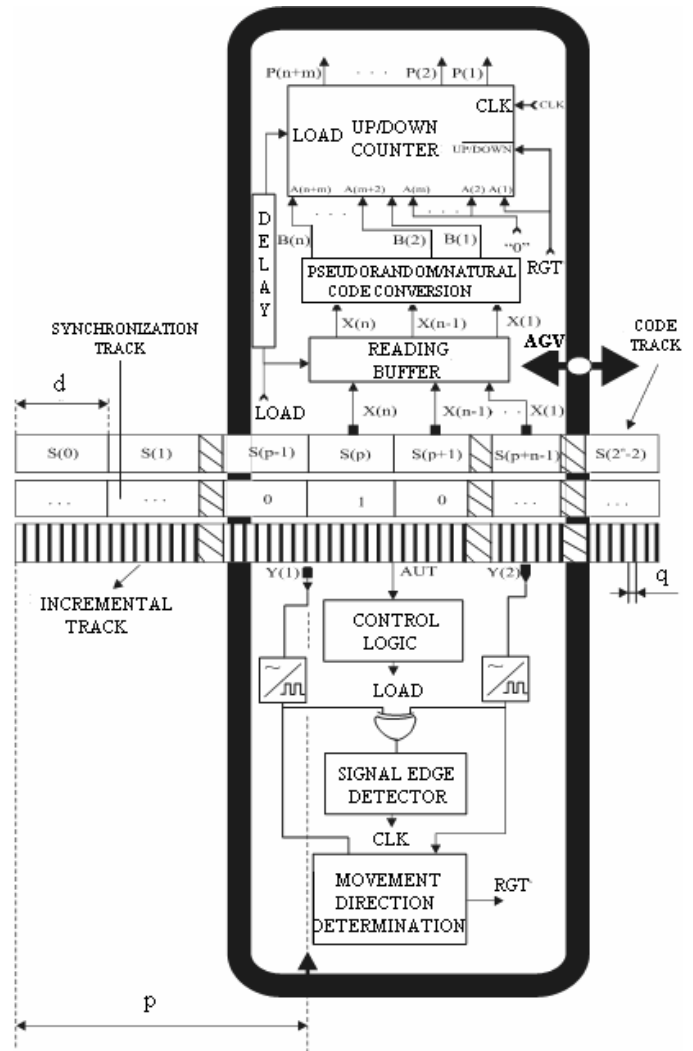 P(n+m) . . . P(2) P(1)
CLK CLK
LOAD UP/DOWN
COUNTER UP/DOWN
A(n+m) A(m+2) A(m) A(2) A(1)
. . . . . .
DELAY
B(n) B(2) B(1) "0" RGT
PSEUDORANDOM/NATURAL
CODE CONVERSION
X(n) X(n-1) X(1)
SYNCHRONIZATION
TRACK
READING
BUFFER
AGV
CODE
TRACK
d
LOAD
X(n) X(n-1) . . . X(1)
S(0) S(1) S(p-1) S(p) S(p+1) S(p+n-1) S(2ⁿ-2)
... ... 0 1 0 ... ...
Y(1) AUT Y(2)
q
INCREMENTAL
TRACK
CONTROL
LOGIC
LOAD
SIGNAL EDGE
DETECTOR
CLK
MOVEMENT
DIRECTION
DETERMINATION
RGT
p